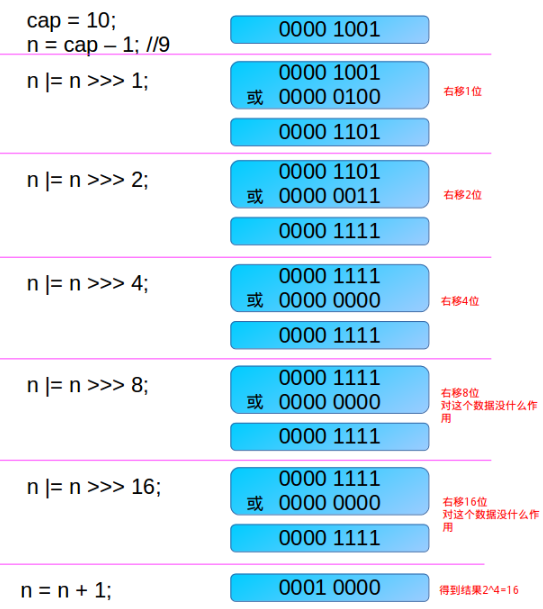 cap = 10;
n = cap – 1; //9
0000 1001
n |= n >>> 1;
0000 1001
或 0000 0100
右移1位
0000 1101
n |= n >>> 2;
0000 1101
或 0000 0011
右移2位
0000 1111
n |= n >>> 4;
0000 1111
或 0000 0000
右移4位
0000 1111
n |= n >>> 8;
0000 1111
或 0000 0000
右移8位
对这个数据没什么作
用
0000 1111
n |= n >>> 16;
0000 1111
或 0000 0000
右移16位
对这个数据没什么作
用
0000 1111
n = n + 1;
0001 0000
得到结果2^4=16